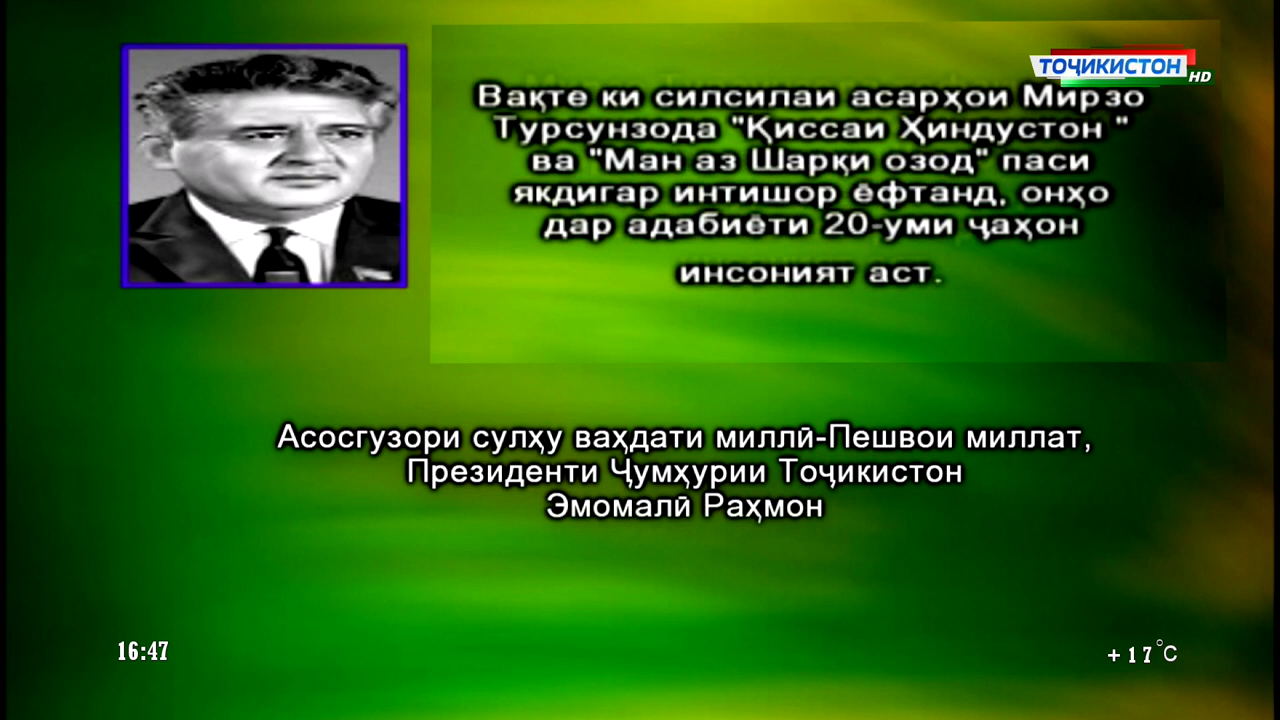 ТОҶИКИСТОН HD
Вақте ки силсилаи асарҳои Мирзо
Турсунзода "Қиссаи Ҳиндустон "
ва "Ман аз Шарқи озод" паси
якдигар интишор ёфтанд, онҳо
дар адабиёти 20-уми ҷаҳон
инсоният аст.
Асосгузори сулҳу ваҳдати миллӣ-Пешвои миллат,
Президенти Ҷумҳурии Тоҷикистон
Эмомалӣ Раҳмон
16:47
+17°C